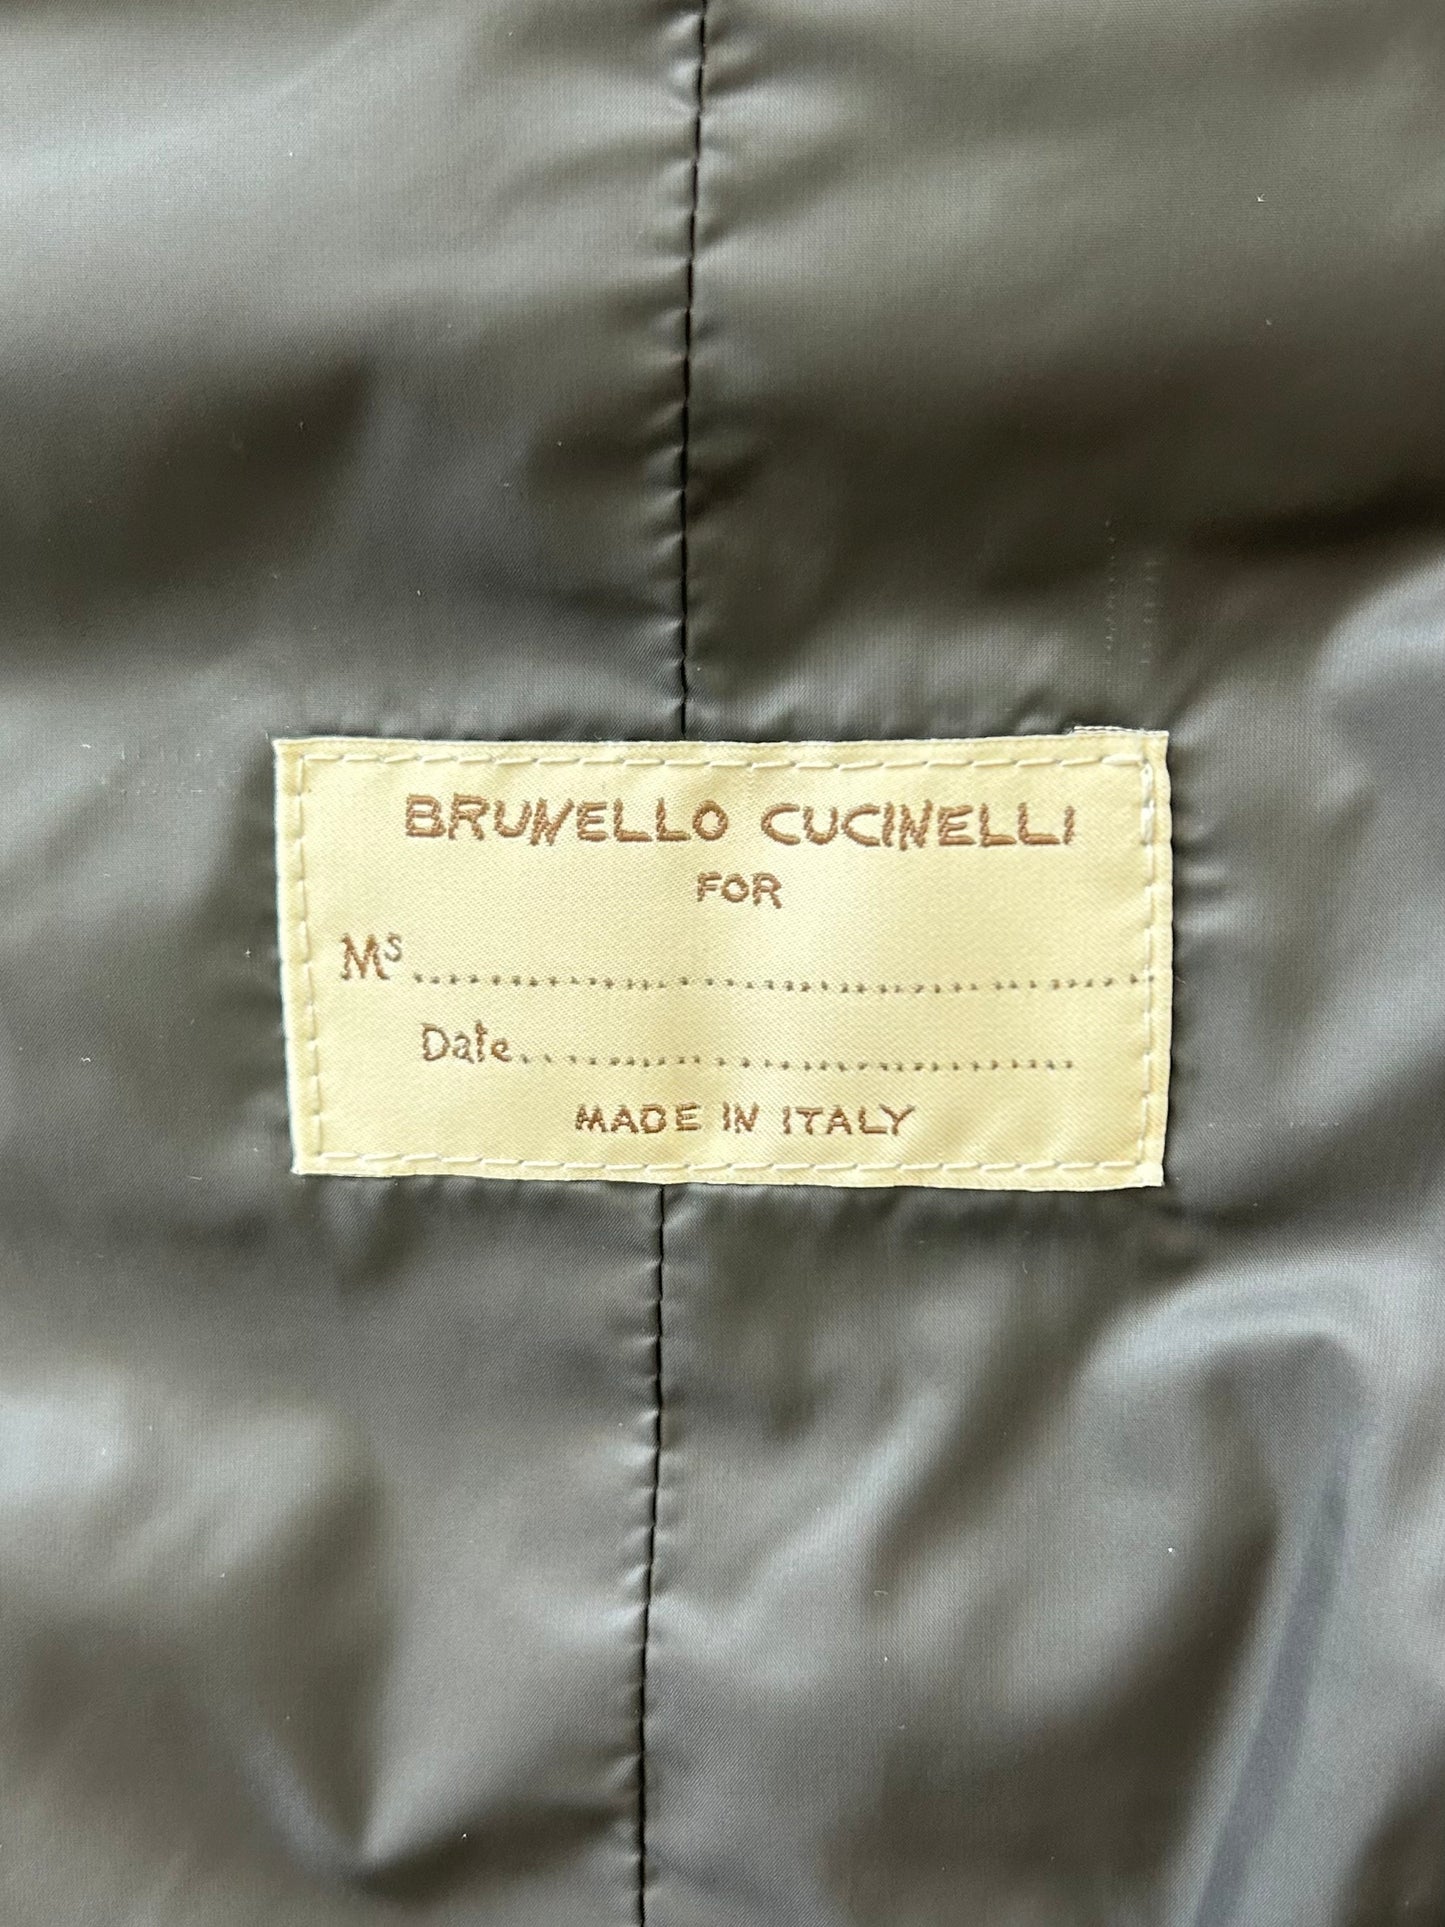 BRUNELLO CUCINELLI
FOR
Ms..............................
Date..............................
MADE IN ITALY